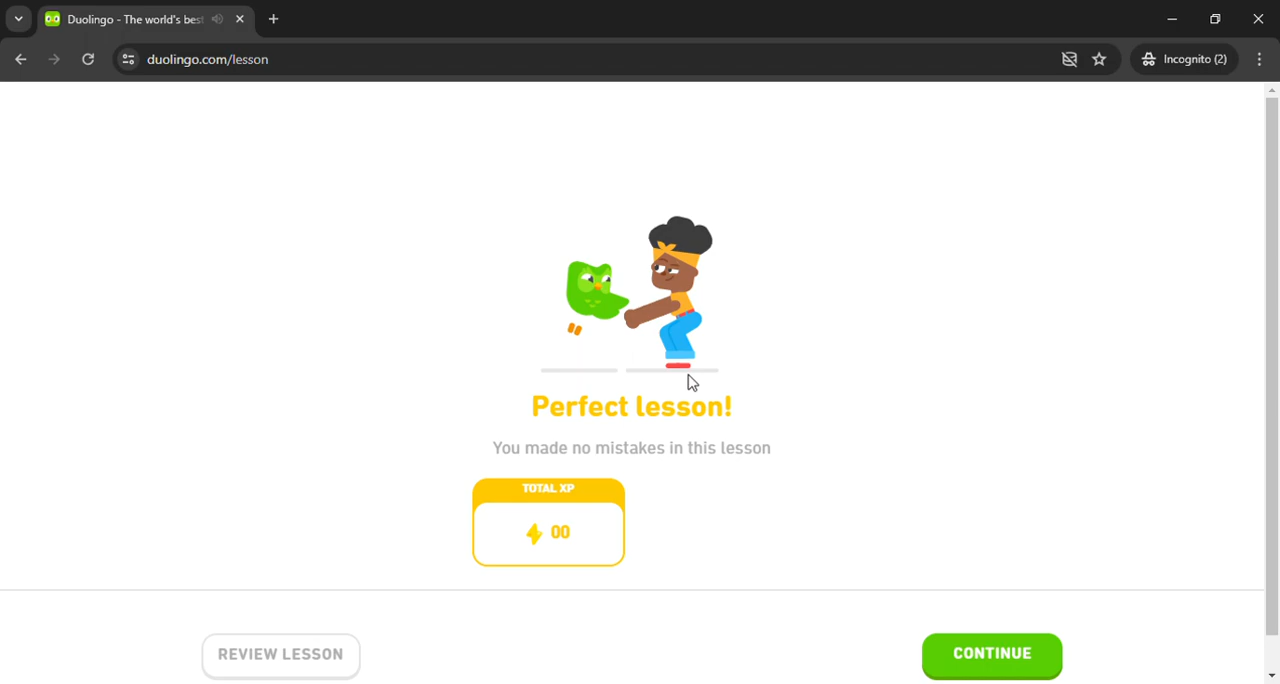 Duolingo - The world's best
duolingo.com/lesson
Incognito (2)
Perfect lesson!
You made no mistakes in this lesson
TOTAL XP
00
REVIEW LESSON
CONTINUE